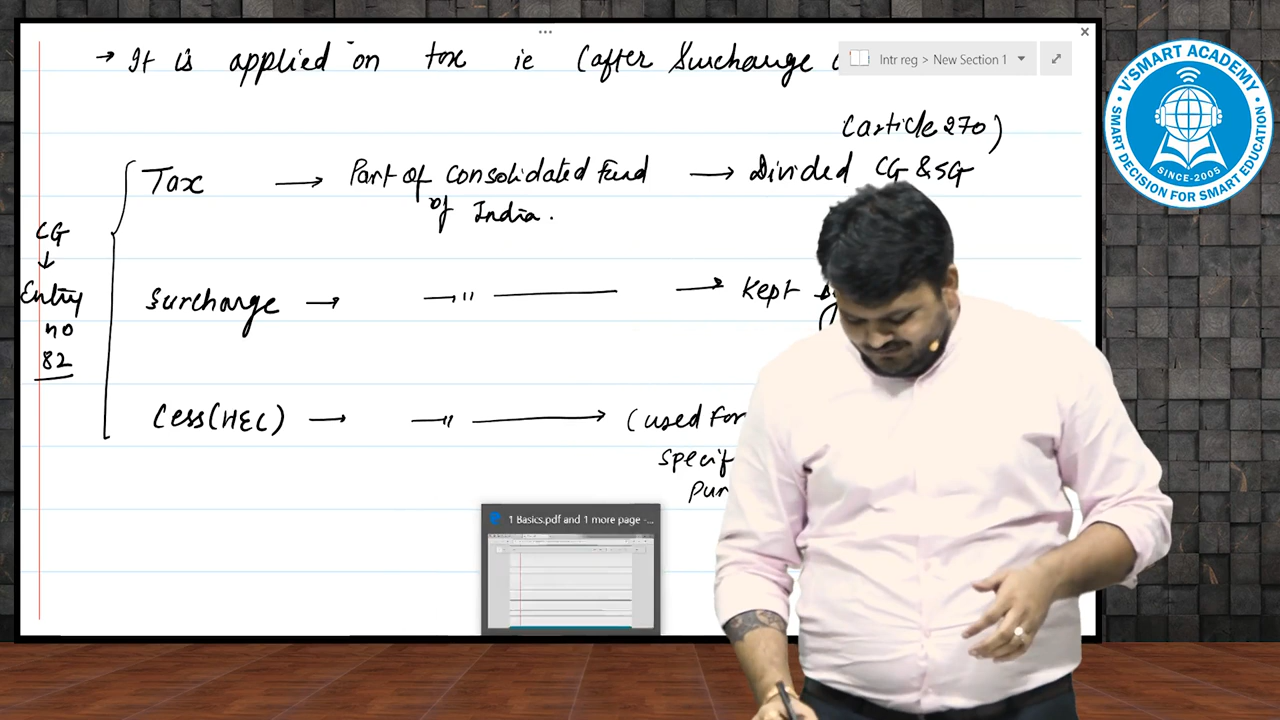 → It is applied on tax ie (after Surcharge
Intr reg > New Section 1
(article 270)
Tax → Part of Consolidated Fund of India. → Divided CG & SG
CG
↓
Entry
no
82
Surcharge → —"— → Kept
Cess(HEC) → —"— → (used for
specif
pur
1 Basics.pdf and 1 more page -...
V'SMART ACADEMY
SMART DECISION FOR SMART EDUCATION
SINCE-2005